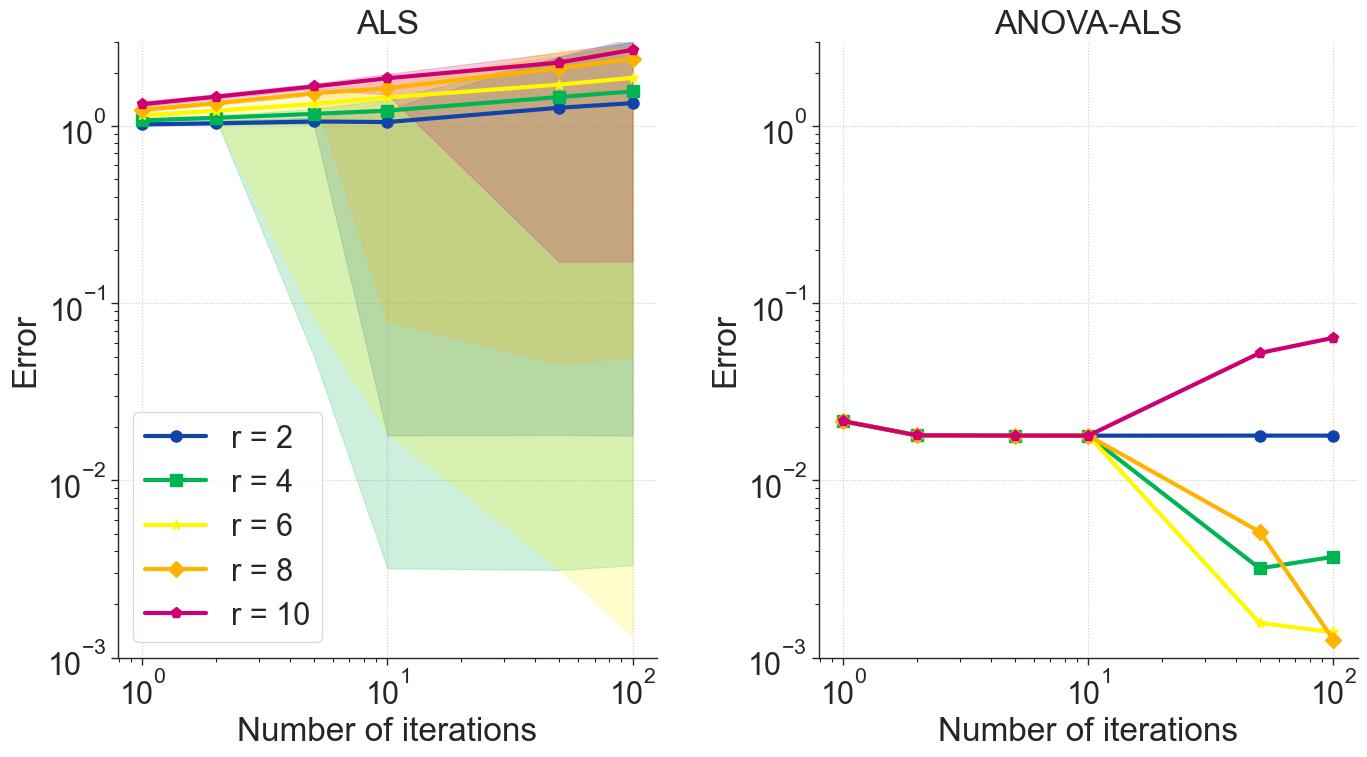 ALS
ANOVA-ALS
Error
10^0
10^-1
10^-2
10^-3
r = 2
r = 4
r = 6
r = 8
r = 10
10^0
10^1
10^2
Number of iterations
Error
10^0
10^-1
10^-2
10^-3
10^0
10^1
10^2
Number of iterations